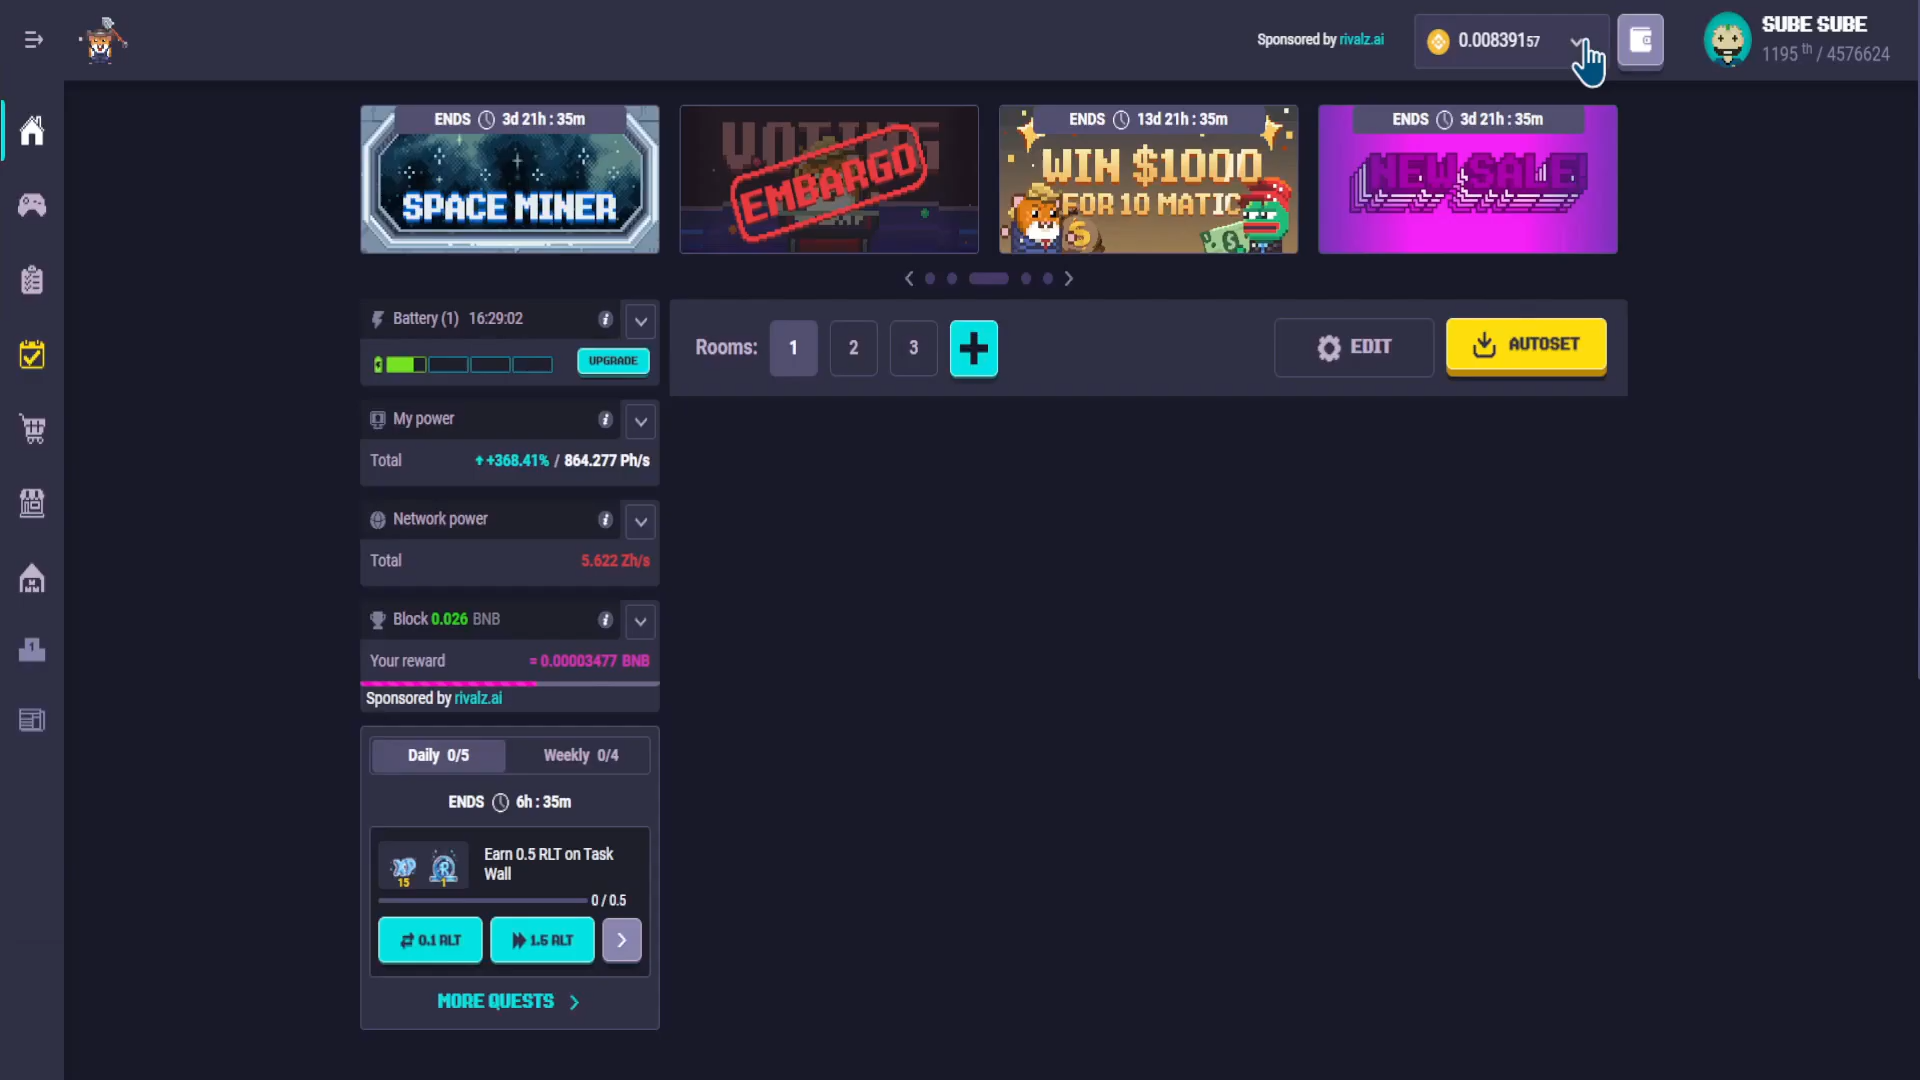 Sponsored by rivalz.ai
0.00839157
SUBE SUBE
1195 th / 4576624
ENDS 3d 21h : 35m
SPACE MINER
VOTING
EMBARGO
ENDS 13d 21h : 35m
WIN $1000
FOR 10 MATIC
ENDS 3d 21h : 35m
NEW SALE!
Battery (1) 16:29:02
UPGRADE
Rooms: 1 2 3
EDIT
AUTOSET
My power
Total +368.41% / 864.277 Ph/s
Network power
Total 5.622 Zh/s
Block 0.026 BNB
Your reward = 0.00003477 BNB
Sponsored by rivalz.ai
Daily 0/5 Weekly 0/4
ENDS 6h : 35m
XP 15
R 1
Earn 0.5 RLT on Task
Wall
0 / 0.5
0.1 RLT
1.5 RLT
MORE QUESTS